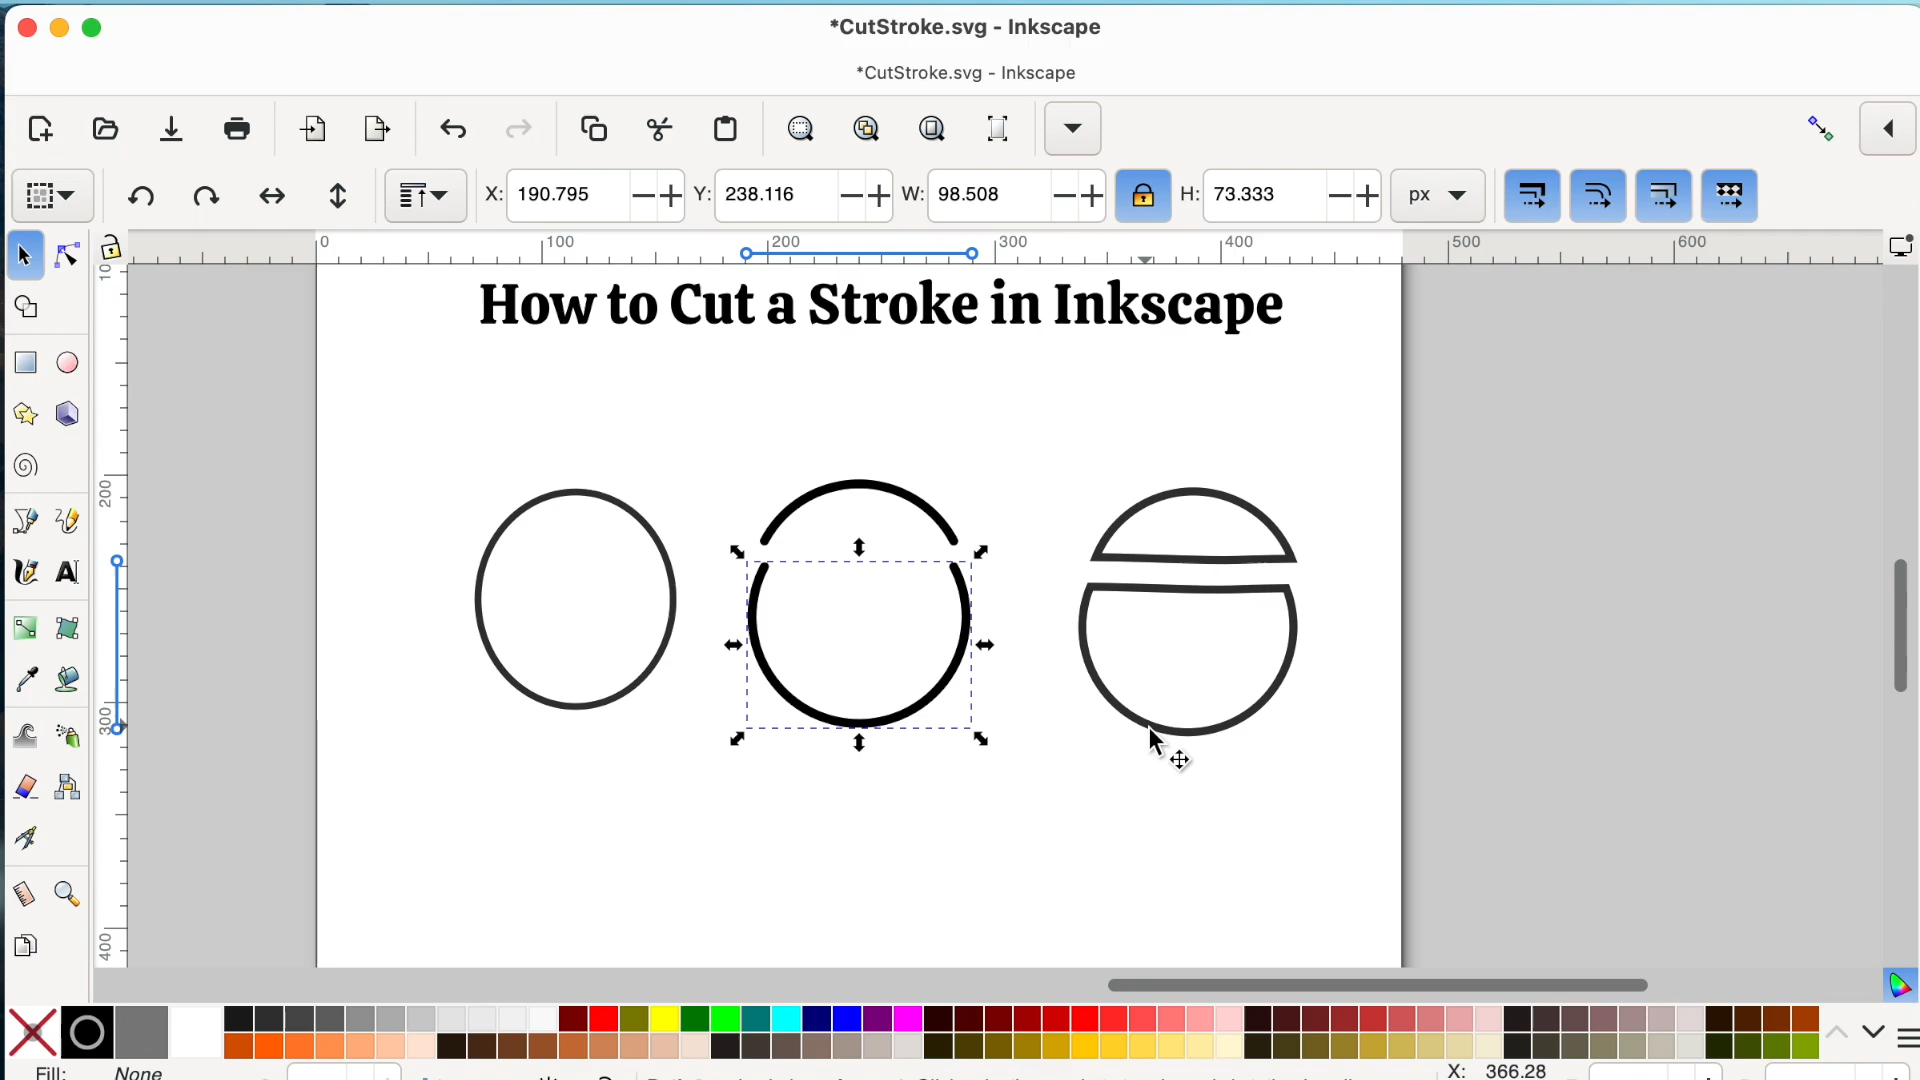 *CutStroke.svg - Inkscape
*CutStroke.svg - Inkscape
X: 190.795 Y: 238.116 W: 98.508 H: 73.333 px
0 100 200 300 400 500 600
How to Cut a Stroke in Inkscape
10
200
300
400
Fill: None
X: 366.28